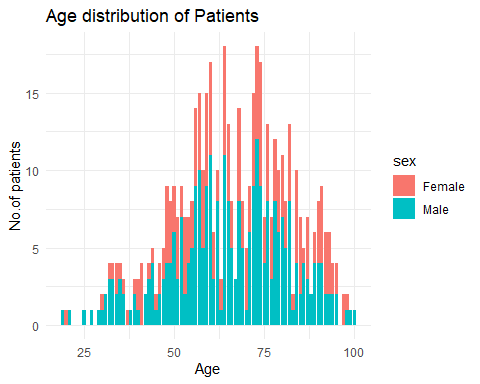 Age distribution of Patients
No.of patients
15
10
5
0
25
50
75
100
Age
sex
Female
Male